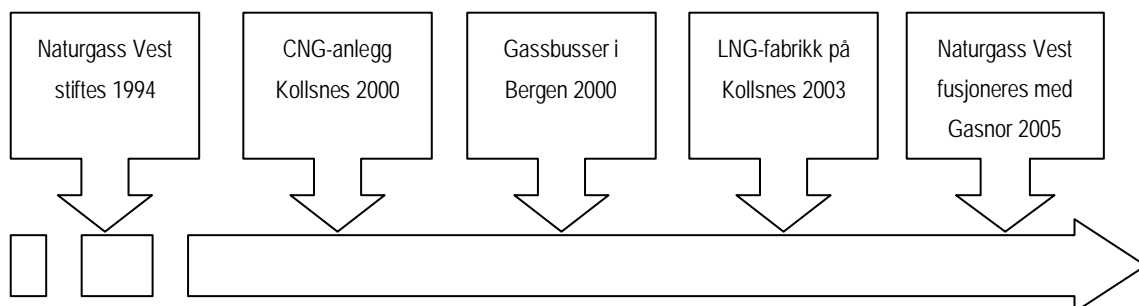 Naturgass Vest
stiftes 1994
CNG-anlegg
Kollsnes 2000
Gassbusser i
Bergen 2000
LNG-fabrikk på
Kollsnes 2003
Naturgass Vest
fusjoneres med
Gasnor 2005